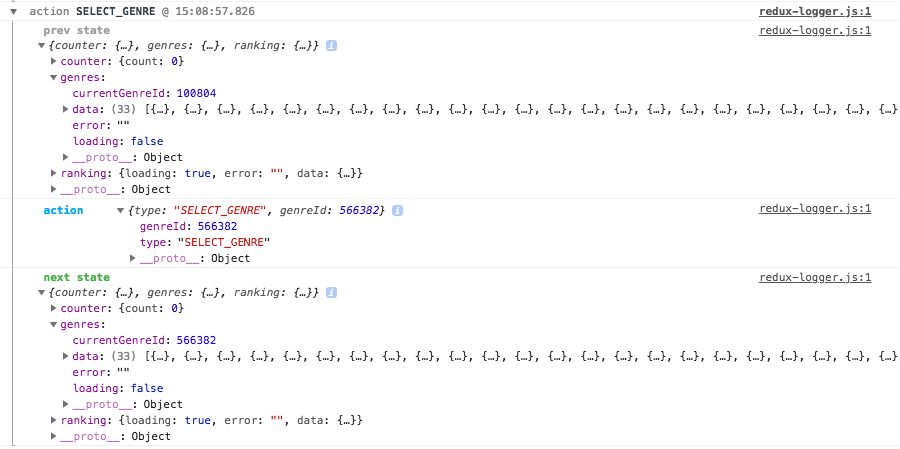 action SELECT_GENRE @ 15:08:57.826 redux-logger.js:1
prev state redux-logger.js:1
{counter: {…}, genres: {…}, ranking: {…}} i
counter: {count: 0}
genres:
currentGenreId: 100804
data: (33) [{…}, {…}, {…}, {…}, {…}, {…}, {…}, {…}, {…}, {…}, {…}, {…}, {…}, {…}, {…}, {…}, {…}, {…}, {…}, {…}, {…}, {…}, {…}
error: ""
loading: false
__proto__: Object
ranking: {loading: true, error: "", data: {…}}
__proto__: Object
action {type: "SELECT_GENRE", genreId: 566382} i redux-logger.js:1
genreId: 566382
type: "SELECT_GENRE"
__proto__: Object
next state redux-logger.js:1
{counter: {…}, genres: {…}, ranking: {…}} i
counter: {count: 0}
genres:
currentGenreId: 566382
data: (33) [{…}, {…}, {…}, {…}, {…}, {…}, {…}, {…}, {…}, {…}, {…}, {…}, {…}, {…}, {…}, {…}, {…}, {…}, {…}, {…}, {…}, {…}, {…}
error: ""
loading: false
__proto__: Object
ranking: {loading: true, error: "", data: {…}}
__proto__: Object